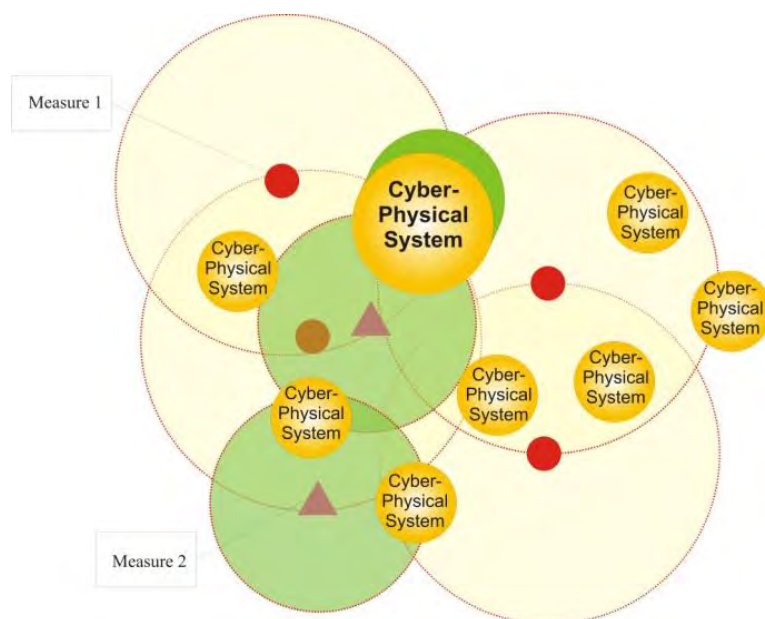 Measure 1
Cyber-
Physical
System
Cyber-
Physical
System
Cyber-
Physical
System
Cyber-
Physical
System
Cyber-
Physical
System
Cyber-
Physical
System
Cyber-
Physical
System
Cyber-
Physical
System
Measure 2